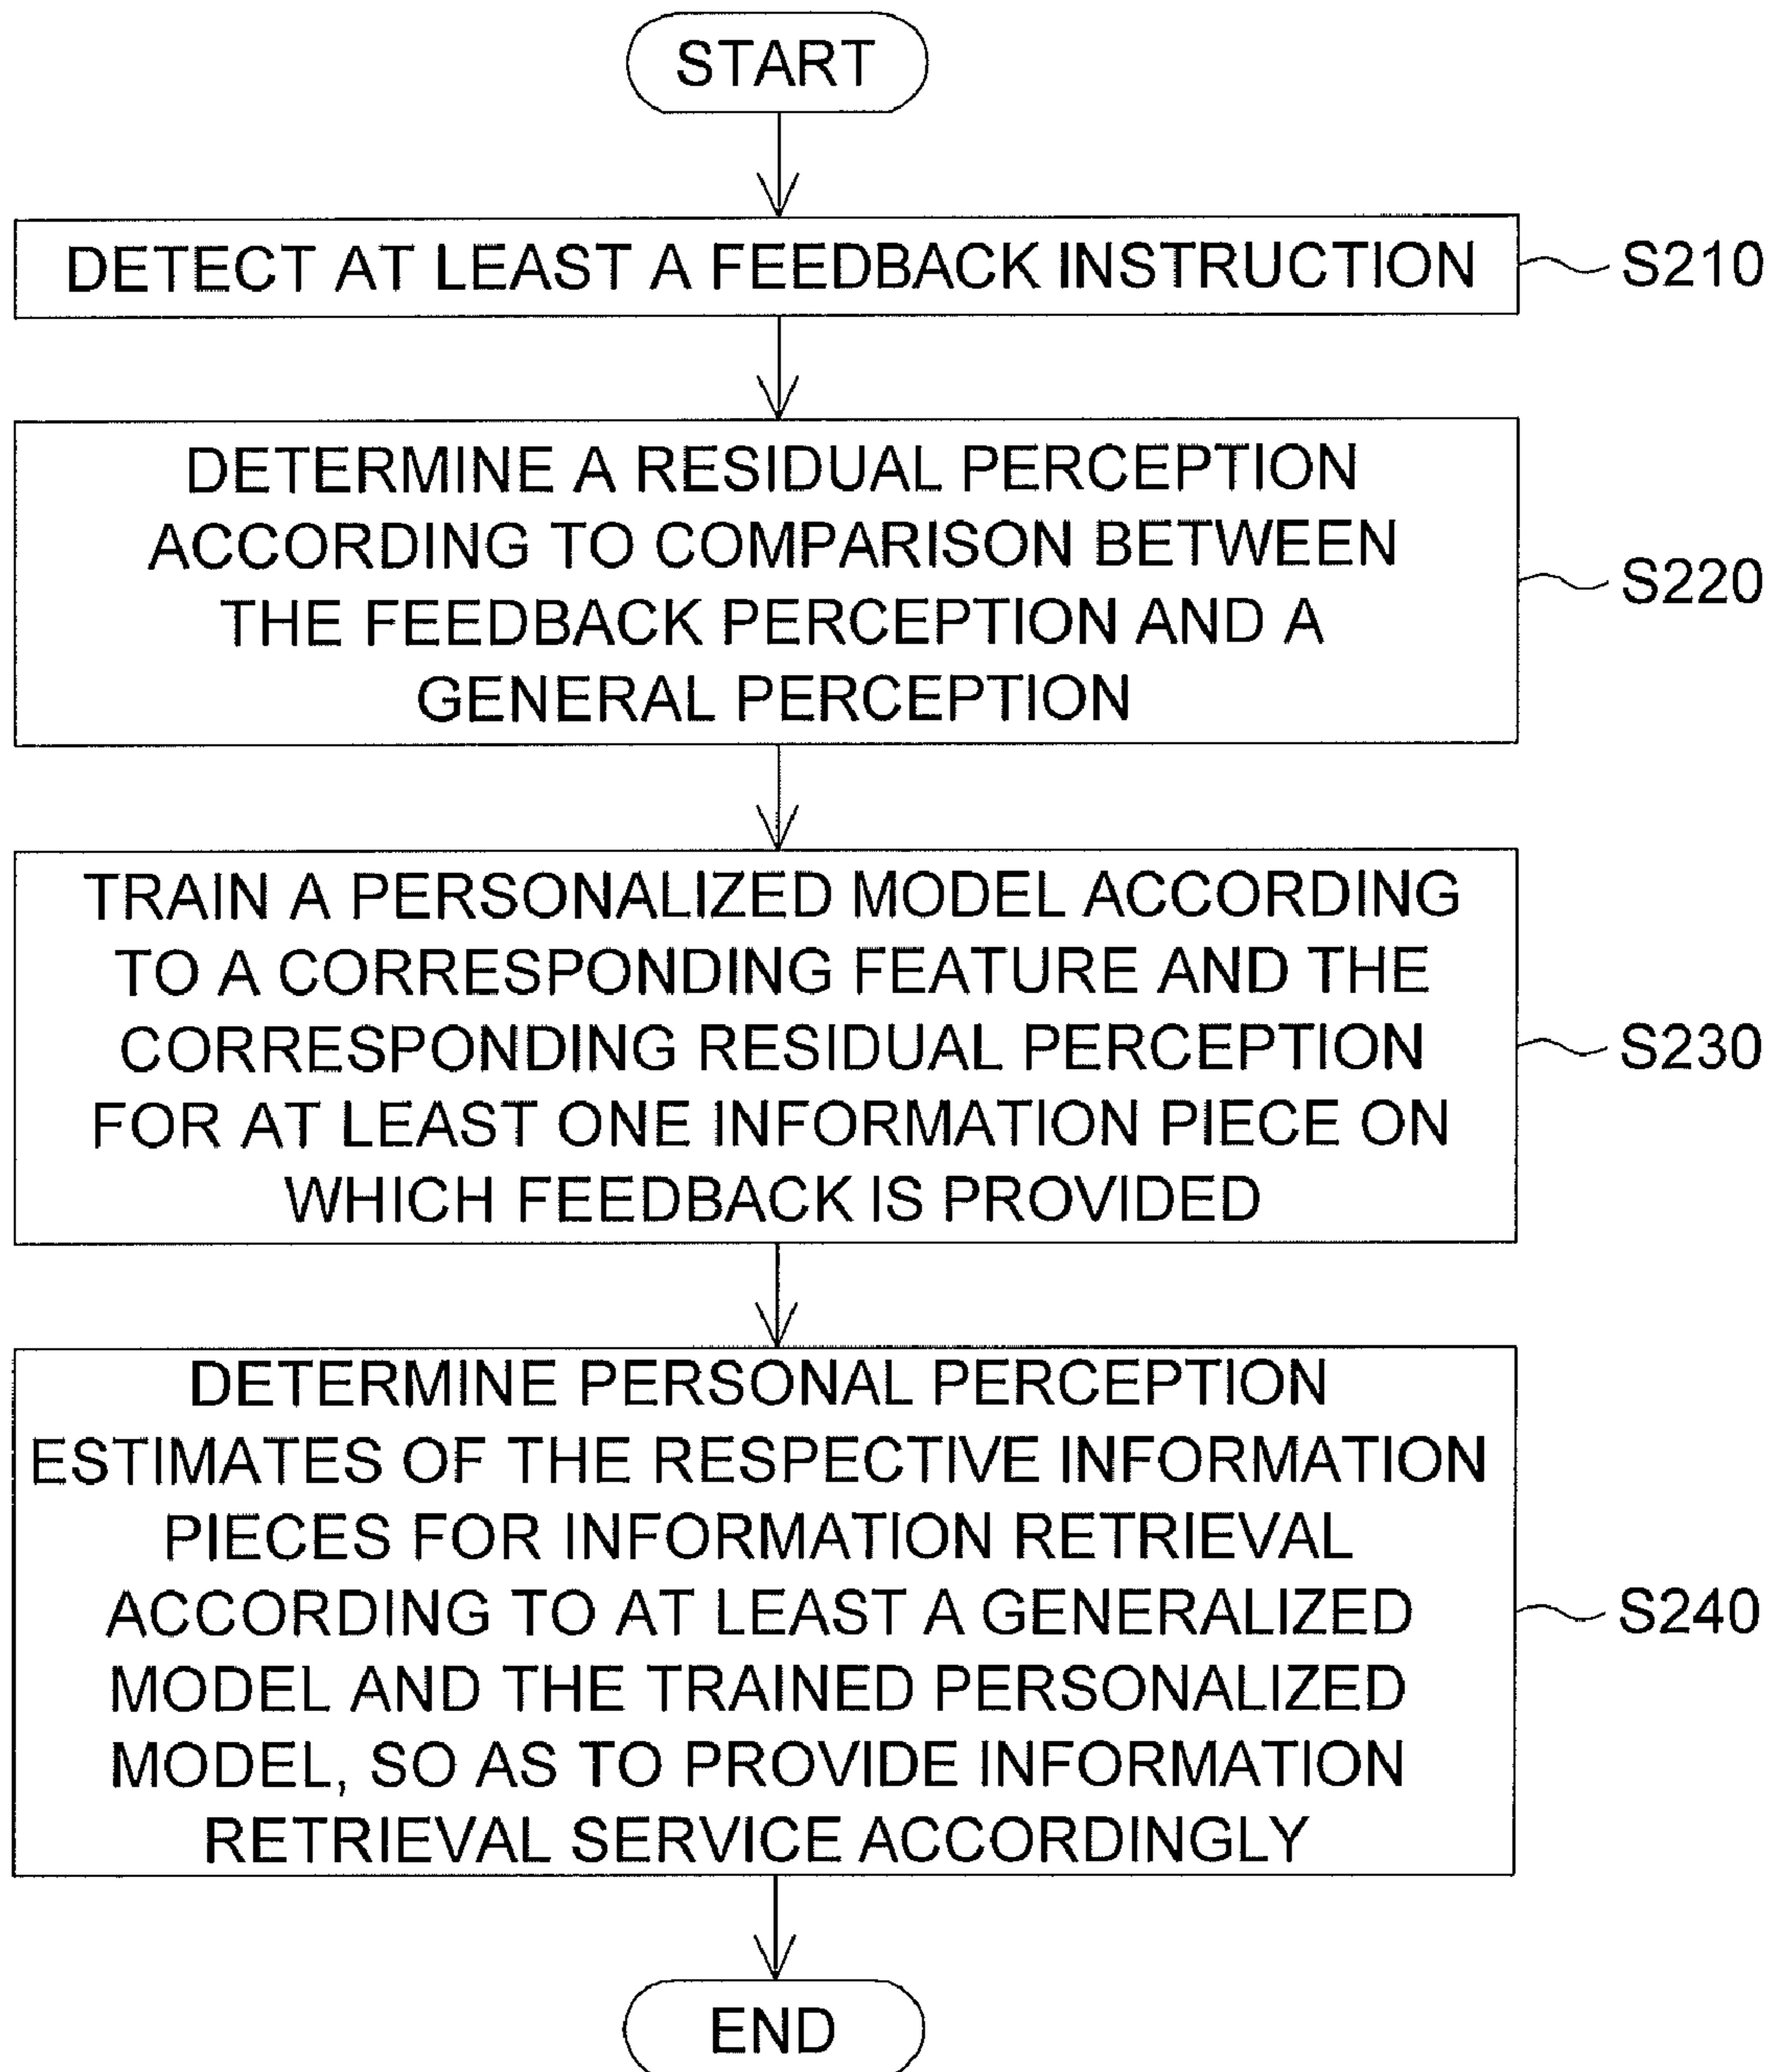 START
DETECT AT LEAST A FEEDBACK INSTRUCTION
S210
DETERMINE A RESIDUAL PERCEPTION
ACCORDING TO COMPARISON BETWEEN
THE FEEDBACK PERCEPTION AND A
GENERAL PERCEPTION
S220
TRAIN A PERSONALIZED MODEL ACCORDING
TO A CORRESPONDING FEATURE AND THE
CORRESPONDING RESIDUAL PERCEPTION
FOR AT LEAST ONE INFORMATION PIECE ON
WHICH FEEDBACK IS PROVIDED
S230
DETERMINE PERSONAL PERCEPTION
ESTIMATES OF THE RESPECTIVE INFORMATION
PIECES FOR INFORMATION RETRIEVAL
ACCORDING TO AT LEAST A GENERALIZED
MODEL AND THE TRAINED PERSONALIZED
MODEL, SO AS TO PROVIDE INFORMATION
RETRIEVAL SERVICE ACCORDINGLY
S240
END